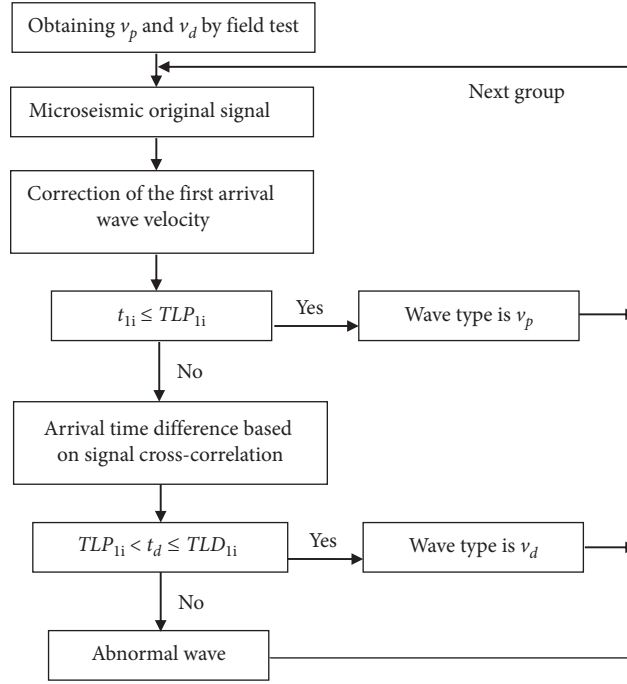 Obtaining v_p and v_d by field test
Next group
Microseismic original signal
Correction of the first arrival
wave velocity
t_1i ≤ TLP_1i
Yes
Wave type is v_p
No
Arrival time difference based
on signal cross-correlation
TLP_1i < t_d ≤ TLD_1i
Yes
Wave type is v_d
No
Abnormal wave